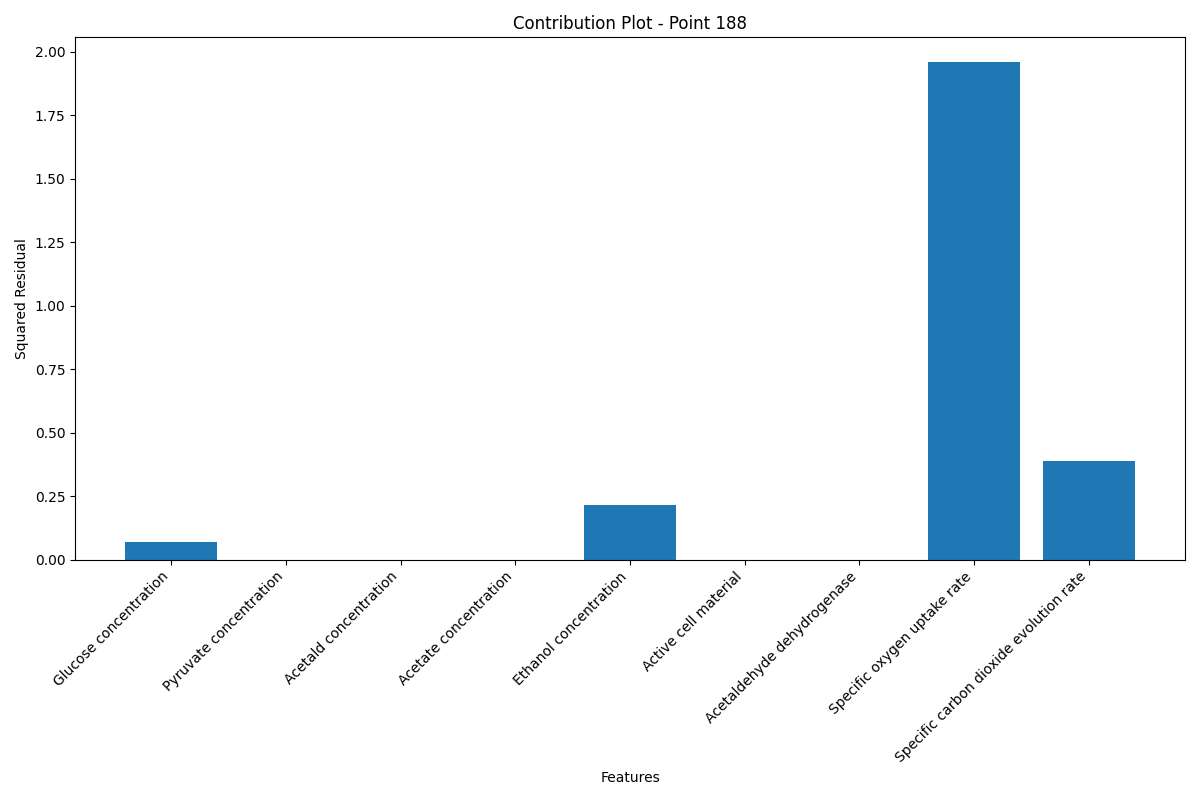 Contribution Plot - Point 188
Squared Residual
2.00
1.75
1.50
1.25
1.00
0.75
0.50
0.25
0.00
Glucose concentration
Pyruvate concentration
Acetald concentration
Acetate concentration
Ethanol concentration
Active cell material
Acetaldehyde dehydrogenase
Specific oxygen uptake rate
Specific carbon dioxide evolution rate
Features